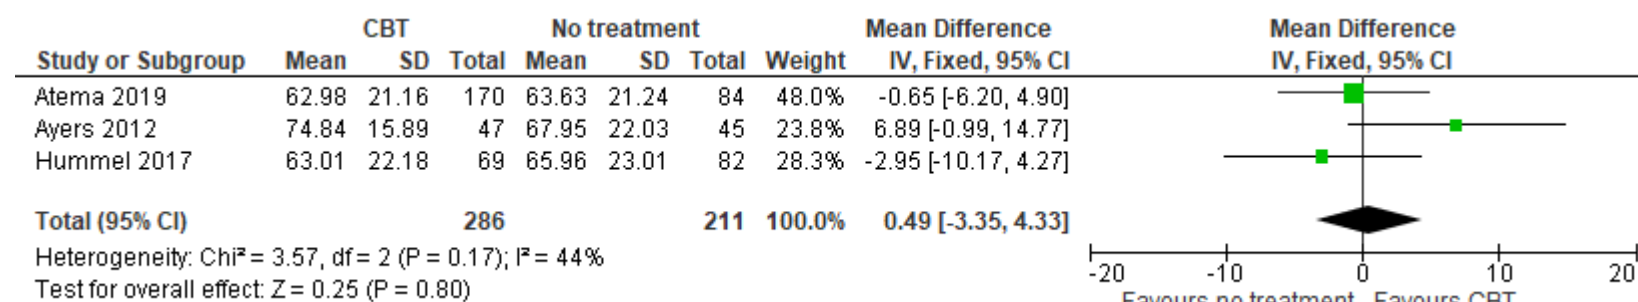 CBT No treatment Mean Difference Mean Difference
Study or Subgroup Mean SD Total Mean SD Total Weight IV, Fixed, 95% CI IV, Fixed, 95% CI
Atema 2019 62.98 21.16 170 63.63 21.24 84 48.0% -0.65 [-6.20, 4.90]
Ayers 2012 74.84 15.89 47 67.95 22.03 45 23.8% 6.89 [-0.99, 14.77]
Hummel 2017 63.01 22.18 69 65.96 23.01 82 28.3% -2.95 [-10.17, 4.27]
Total (95% CI) 286 211 100.0% 0.49 [-3.35, 4.33]
Heterogeneity: Chi² = 3.57, df = 2 (P = 0.17); I² = 44%
Test for overall effect: Z = 0.25 (P = 0.80)
-20 -10 0 10 20
Favours no treatment Favours CBT